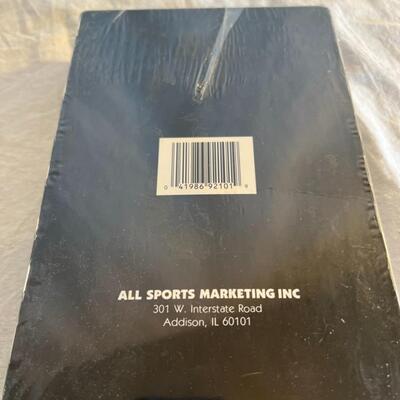 0 41986 92101 9
ALL SPORTS MARKETING INC
301 W. Interstate Road
Addison, IL 60101